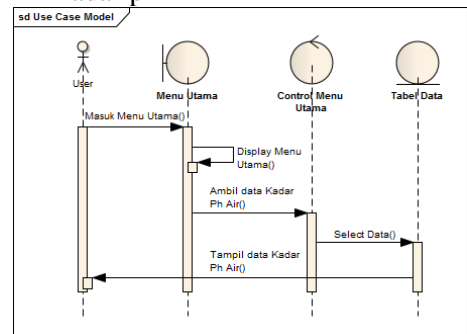 sd Use Case Model
User
Menu Utama
Control Menu
Utama
Tabel Data
Masuk Menu Utama()
Display Menu
Utama()
Ambil data Kadar
Ph Air()
Select Data()
Tampil data Kadar
Ph Air()